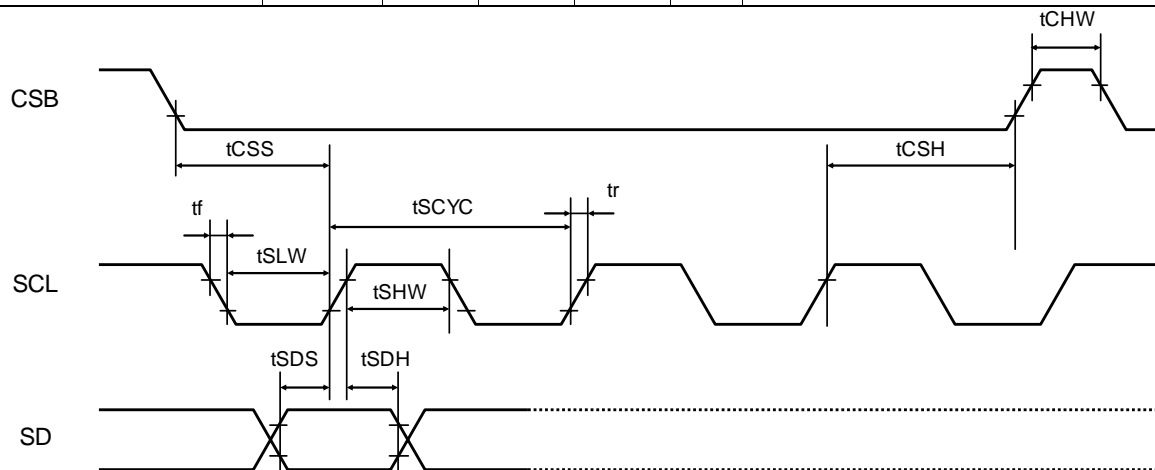 tCHW
CSB
tCSS
tCSH
tr
tf
tSCYC
tSLW
SCL
tSHW
tSDS
tSDH
SD